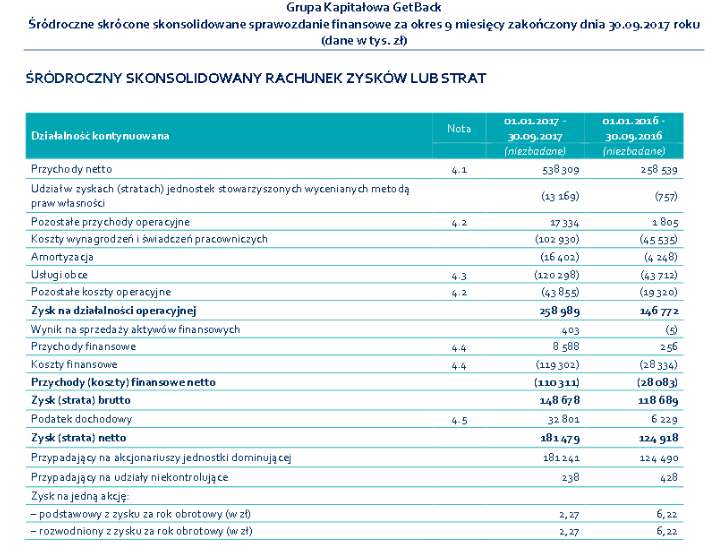 Grupa Kapitałowa GetBack
Śródroczne skrócone skonsolidowane sprawozdanie finansowe za okres 9 miesięcy zakończony dnia 30.09.2017 roku
(dane w tys. zł)
ŚRÓDROCZNY SKONSOLIDOWANY RACHUNEK ZYSKÓW LUB STRAT
Działalność kontynuowana Nota 01.01.2017 - 30.09.2017 (niezbadane) 01.01.2016 - 30.09.2016 (niezbadane)
Przychody netto 4.1 538 309 258 539
Udział w zyskach (stratach) jednostek stowarzyszonych wycenianych metodą
praw własności (13 169) (757)
Pozostałe przychody operacyjne 4.2 17 334 1 805
Koszty wynagrodzeń i świadczeń pracowniczych (102 930) (45 535)
Amortyzacja (16 402) (4 248)
Usługi obce 4.3 (120 298) (43 712)
Pozostałe koszty operacyjne 4.2 (43 855) (19 320)
Zysk na działalności operacyjnej 258 989 146 772
Wynik na sprzedaży aktywów finansowych 403 (5)
Przychody finansowe 4.4 8 588 256
Koszty finansowe 4.4 (119 302) (28 334)
Przychody (koszty) finansowe netto (110 311) (28 083)
Zysk (strata) brutto 148 678 118 689
Podatek dochodowy 4.5 32 801 6 229
Zysk (strata) netto 181 479 124 918
Przypadający na akcjonariuszy jednostki dominującej 181 241 124 490
Przypadający na udziały niekontrolujące 238 428
Zysk na jedną akcję:
– podstawowy z zysku za rok obrotowy (w zł) 2,27 6,22
– rozwodniony z zysku za rok obrotowy (w zł) 2,27 6,22